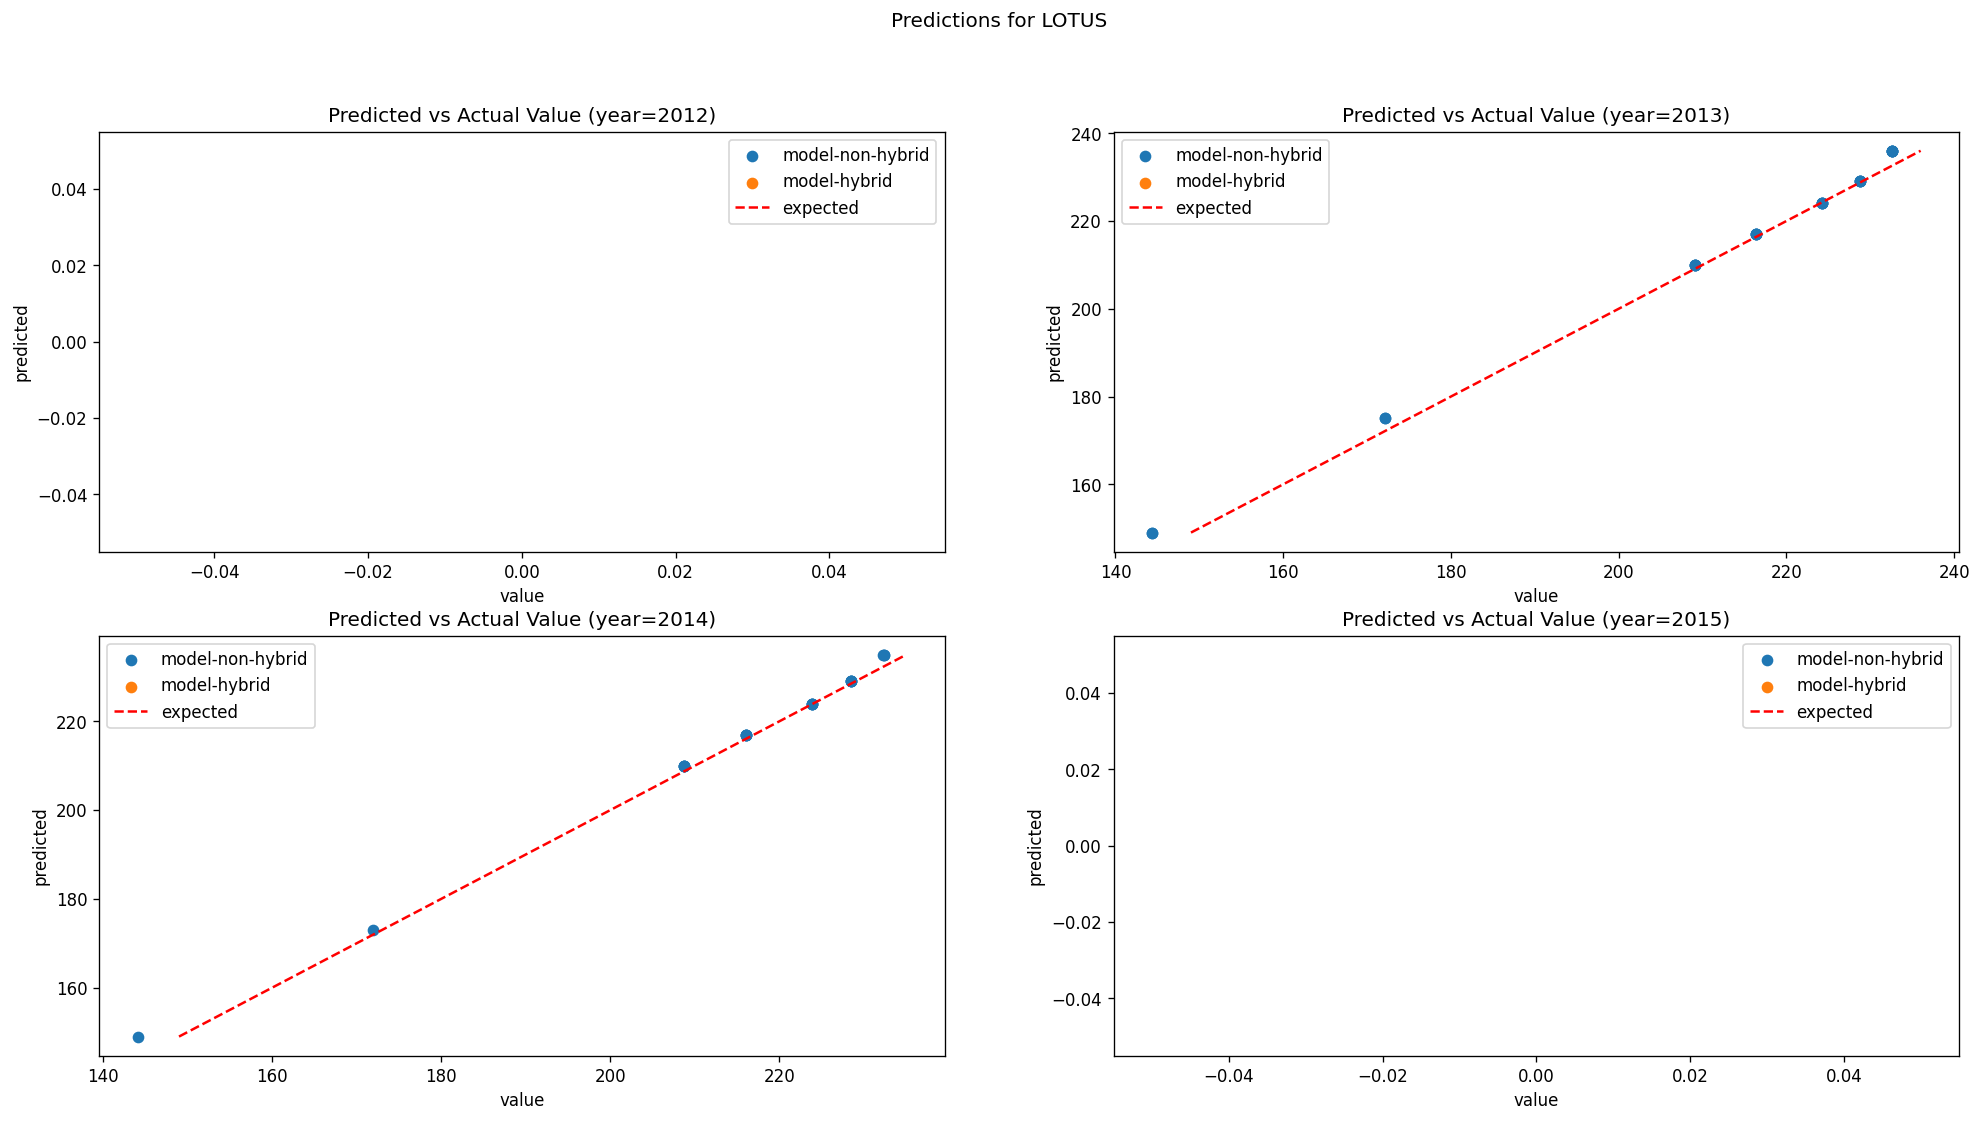 Predictions for LOTUS
Predicted vs Actual Value (year=2012)
model-non-hybrid
model-hybrid
expected
0.04
0.02
0.00
−0.02
−0.04
predicted
−0.04 −0.02 0.00 0.02 0.04
value
Predicted vs Actual Value (year=2013)
model-non-hybrid
model-hybrid
expected
240
220
200
180
160
predicted
140 160 180 200 220 240
value
Predicted vs Actual Value (year=2014)
model-non-hybrid
model-hybrid
expected
220
200
180
160
predicted
140 160 180 200 220
value
Predicted vs Actual Value (year=2015)
model-non-hybrid
model-hybrid
expected
0.04
0.02
0.00
−0.02
−0.04
predicted
−0.04 −0.02 0.00 0.02 0.04
value